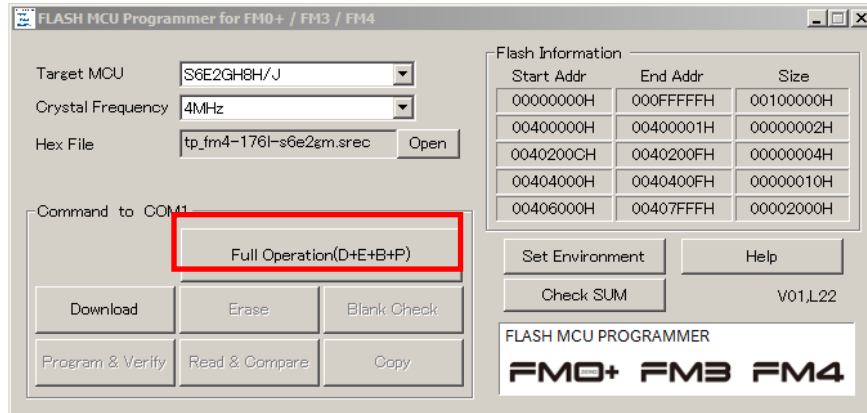 FLASH MCU Programmer for FM0+ / FM3 / FM4
Target MCU
S6E2GH8H/J
Crystal Frequency
4MHz
Hex File
tp_fm4-176l-s6e2gm.srec
Open
Command to COM1
Full Operation(D+E+B+P)
Download
Erase
Blank Check
Program & Verify
Read & Compare
Copy
Flash Information
Start Addr End Addr Size
00000000H 000FFFFFH 00100000H
00400000H 00400001H 00000002H
0040200CH 0040200FH 00000004H
00404000H 0040400FH 00000010H
00406000H 00407FFFH 00002000H
Set Environment
Help
Check SUM
V01,L22
FLASH MCU PROGRAMMER
FM0+ FM3 FM4